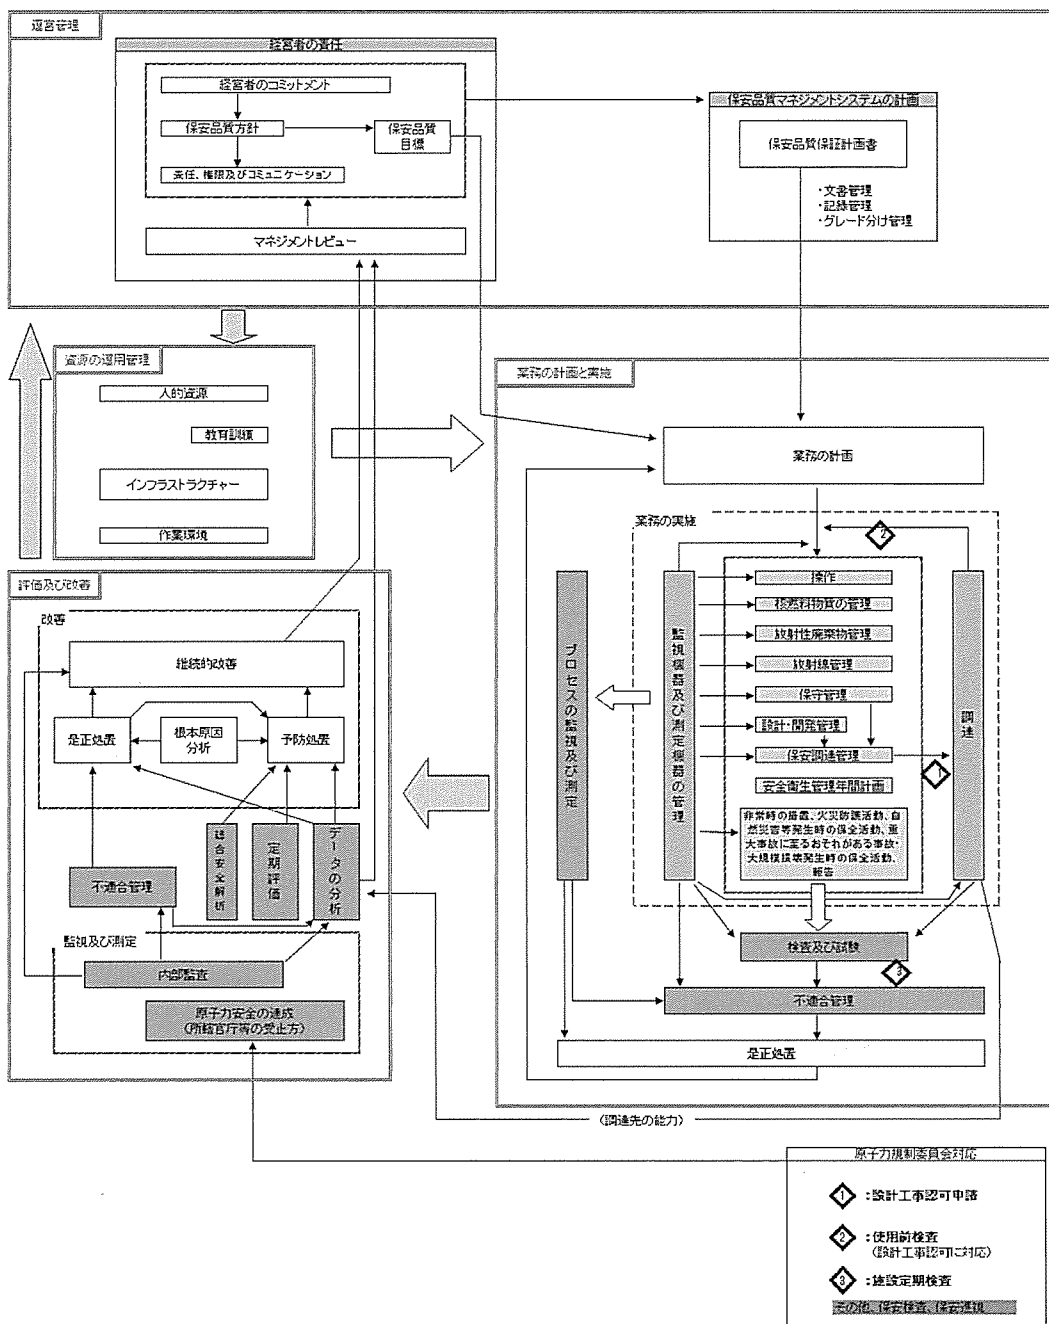 運営管理
経営者の責任
経営者のコミットメント
保安品質方針
保安品質
目標
責任、権限及びコミュニケーション
マネジメントレビュー
保安品質マネジメントシステムの計画
保安品質保証計画書
・文書管理
・記録管理
・グレード分け管理
資源の運用管理
人的資源
教育訓練
インフラストラクチャー
作業環境
業務の計画と実施
業務の計画
業務の実施
2
プロセスの監視及び測定
監視機器及び測定機器の管理
操作
核燃料物質の管理
放射性廃棄物管理
放射線管理
保守管理
設計・開発管理
保安調達管理
安全衛生管理年間計画
非常時の措置、火災防護活動、自
然災害等発生時の保全活動、重
大事故に至るおそれがある事故・
大規模損壊発生時の保全活動、
報告
調達
1
検査及び試験
3
不適合管理
是正処置
評価及び改善
改善
継続的改善
是正処置
根本原因
分析
予防処置
総合安全解析
定期評価
データの分析
不適合管理
監視及び測定
内部監査
原子力安全の達成
(所轄官庁等の受止方)
(調達先の能力)
原子力規制委員会対応
1 :設計工事認可申請
2 :使用前検査
(設計工事認可に対応)
3 :施設定期検査
その他、保安検査、保安巡視